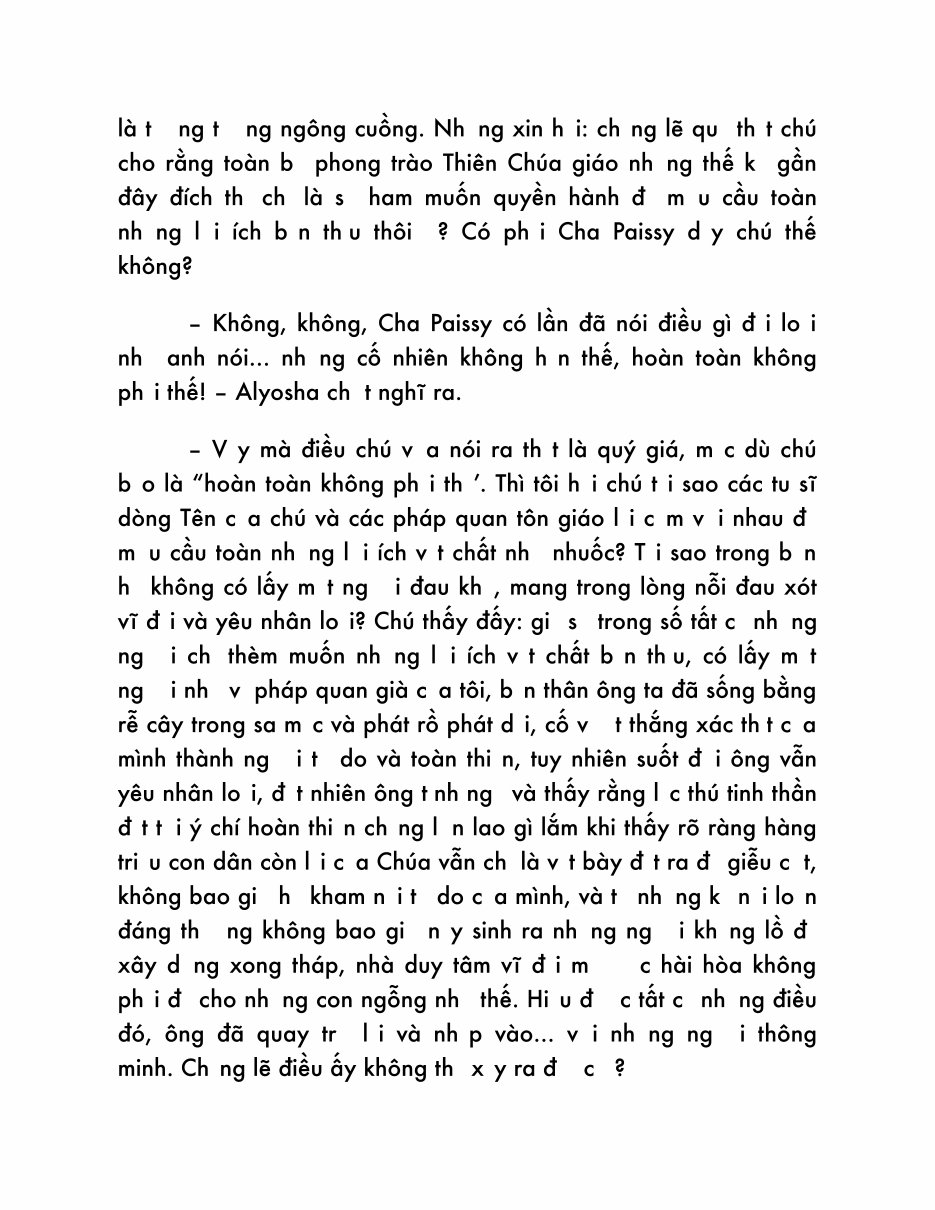 là t ng t ng ngông cuồng. Nh ng xin h i: ch ng lẽ qu th t chú
cho rằng toàn b phong trào Thiên Chúa giáo nh ng thế k gần
đây đích th ch là s ham muốn quyền hành đ m u cầu toàn
nh ng l i ích b n th u thôi ? Có ph i Cha Paissy d y chú thế
không?
– Không, không, Cha Paissy có lần đã nói điều gì đ i lo i
nh anh nói... nh ng cố nhiên không h n thế, hoàn toàn không
ph i thế! – Alyosha ch t nghĩ ra.
– V y mà điều chú v a nói ra th t là quý giá, m c dù chú
b o là “hoàn toàn không ph i th ’. Thì tôi h i chú t i sao các tu sĩ
dòng Tên c a chú và các pháp quan tôn giáo l i c m v i nhau đ
m u cầu toàn nh ng l i ích v t chất nh nhuốc? T i sao trong b n
h không có lấy m t ng i đau kh , mang trong lòng nỗi đau xót
vĩ đ i và yêu nhân lo i? Chú thấy đấy: gi s trong số tất c nh ng
ng i ch thèm muốn nh ng l i ích v t chất b n th u, có lấy m t
ng i nh v pháp quan già c a tôi, b n thân ông ta đã sống bằng
rễ cây trong sa m c và phát rồ phát d i, cố v t thắng xác th t c a
mình thành ng i t do và toàn thi n, tuy nhiên suốt đ i ông vẫn
yêu nhân lo i, đ t nhiên ông t nh ng và thấy rằng l c thú tinh thần
đ t t i ý chí hoàn thi n ch ng l n lao gì lắm khi thấy rõ ràng hàng
tri u con dân còn l i c a Chúa vẫn ch là v t bày đ t ra đ giễu c t,
không bao gi h kham n i t do c a mình, và t nh ng k n i lo n
đáng th ng không bao gi n y sinh ra nh ng ng i kh ng lồ đ
xây d ng xong tháp, nhà duy tâm vĩ đ i m c hài hòa không
ph i đ cho nh ng con ngỗng nh thế. Hi u đ c tất c nh ng điều
đó, ông đã quay tr l i và nh p vào... v i nh ng ng i thông
minh. Ch ng lẽ điều ấy không th x y ra đ c ?